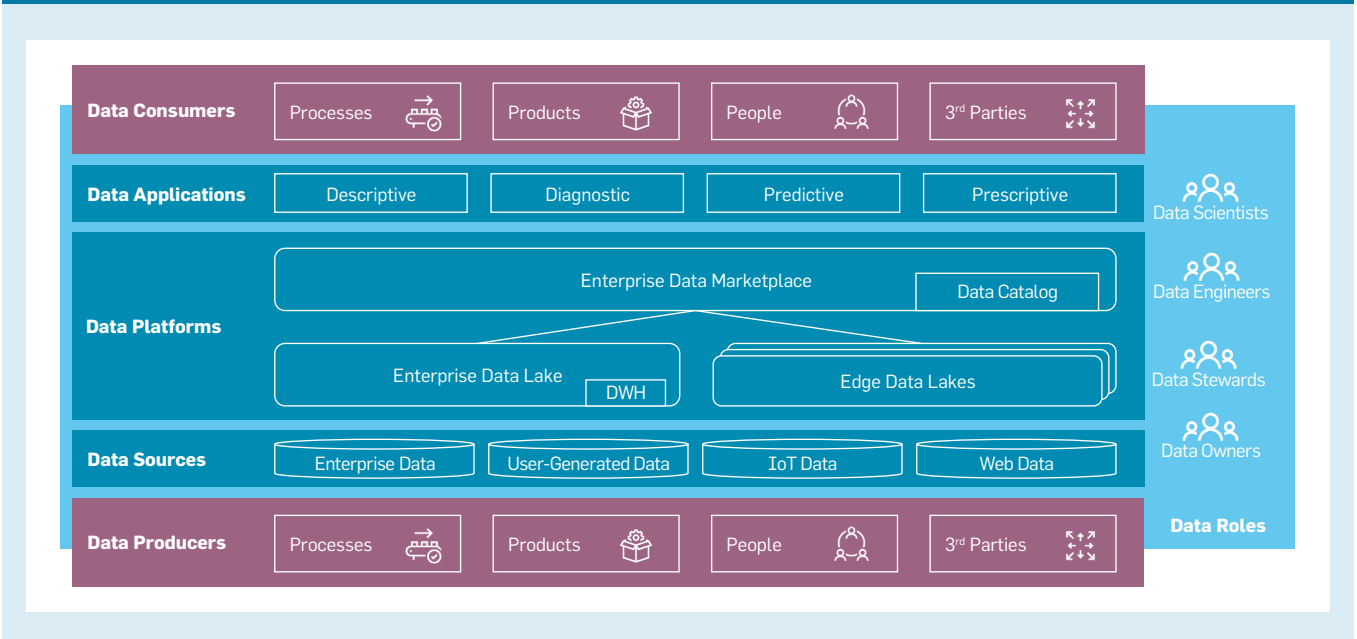 Data Consumers
Processes
Products
People
3rd Parties
Data Applications
Descriptive
Diagnostic
Predictive
Prescriptive
Data Scientists
Data Platforms
Enterprise Data Marketplace
Data Catalog
Data Engineers
Enterprise Data Lake
DWH
Edge Data Lakes
Data Stewards
Data Sources
Enterprise Data
User-Generated Data
IoT Data
Web Data
Data Owners
Data Producers
Processes
Products
People
3rd Parties
Data Roles